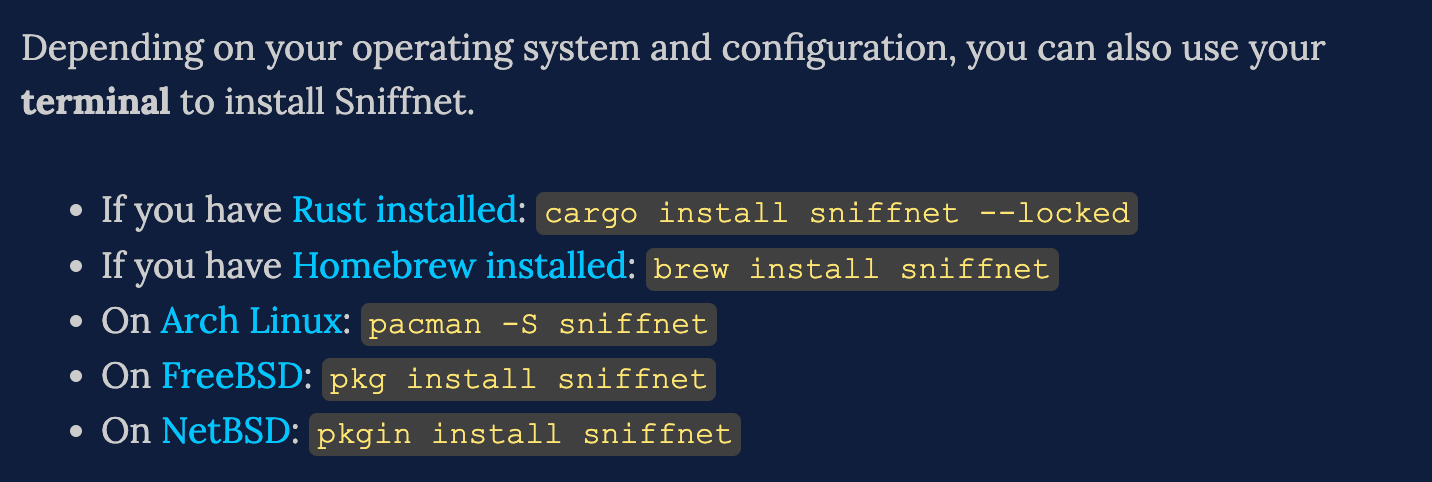 Depending on your operating system and configuration, you can also use your
terminal to install Sniffnet.
• If you have Rust installed: cargo install sniffnet --locked
• If you have Homebrew installed: brew install sniffnet
• On Arch Linux: pacman -S sniffnet
• On FreeBSD: pkg install sniffnet
• On NetBSD: pkgin install sniffnet